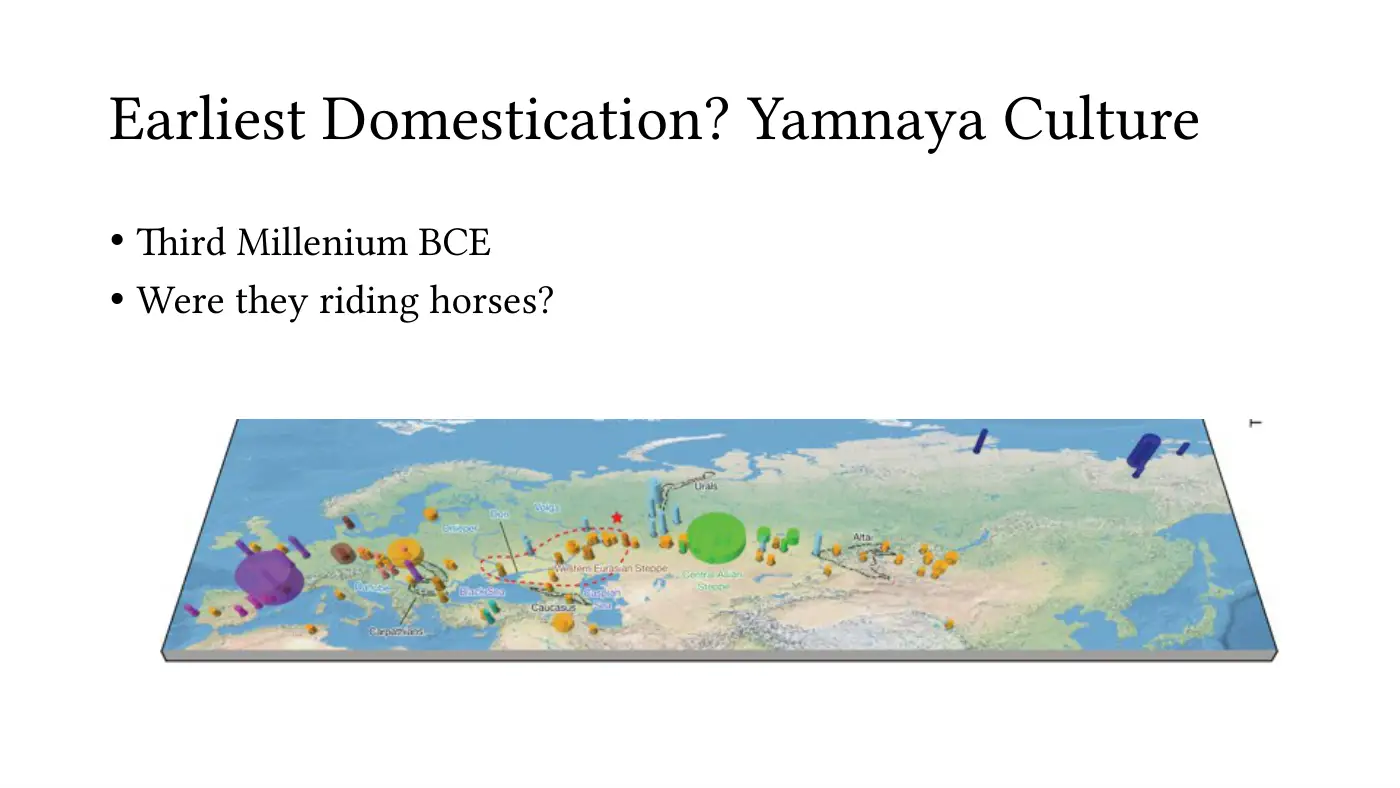 Earliest Domestication? Yamnaya Culture
• Third Millenium BCE
• Were they riding horses?
T
Urals
Don
Volga
Dnieper
Altai
Western Eurasian Steppe
Central Asian
Steppe
Danube
Black Sea
Caspian
Sea
Caucasus
Carpathians